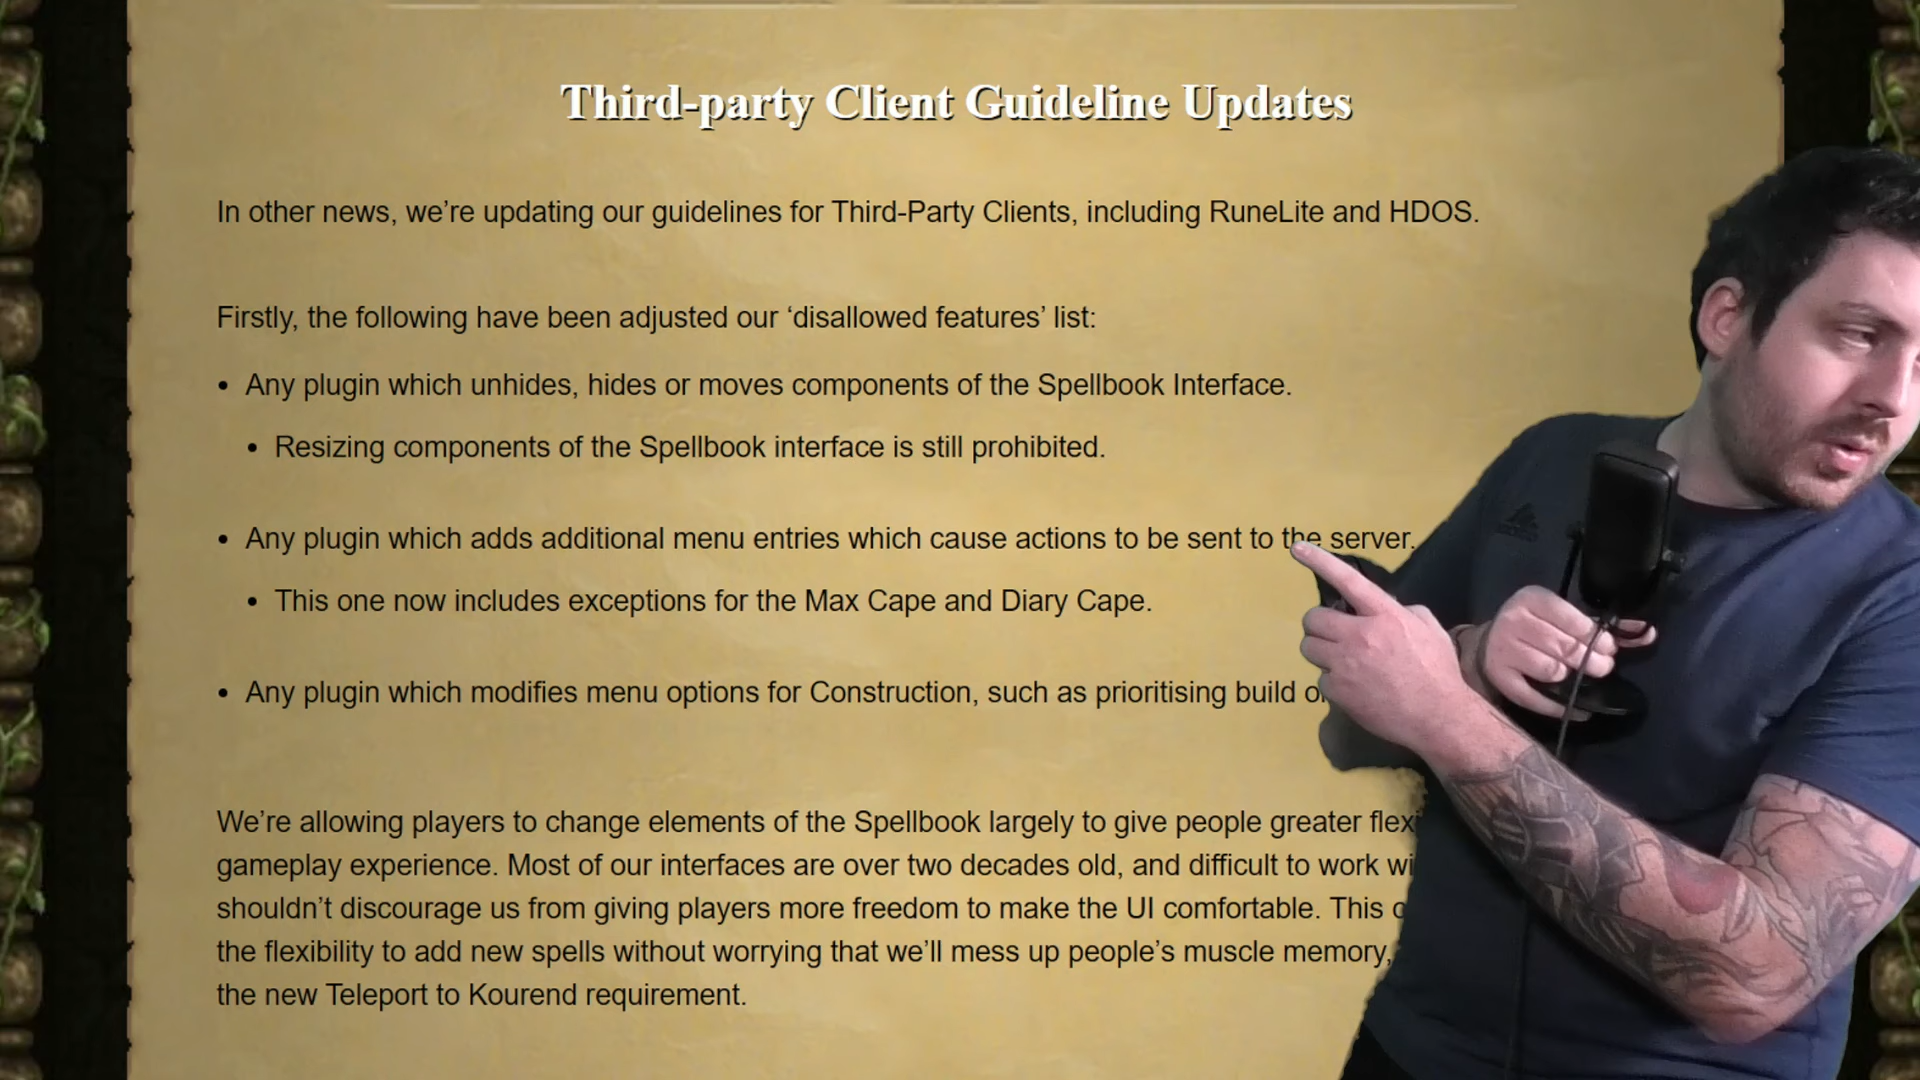 Third-party Client Guideline Updates
In other news, we’re updating our guidelines for Third-Party Clients, including RuneLite and HDOS.
Firstly, the following have been adjusted our ‘disallowed features’ list:
• Any plugin which unhides, hides or moves components of the Spellbook Interface.
• Resizing components of the Spellbook interface is still prohibited.
• Any plugin which adds additional menu entries which cause actions to be sent to the server.
• This one now includes exceptions for the Max Cape and Diary Cape.
• Any plugin which modifies menu options for Construction, such as prioritising build
We’re allowing players to change elements of the Spellbook largely to give people greater
gameplay experience. Most of our interfaces are over two decades old, and difficult to work
shouldn’t discourage us from giving players more freedom to make the UI comfortable. This
the flexibility to add new spells without worrying that we’ll mess up people’s muscle memory,
the new Teleport to Kourend requirement.